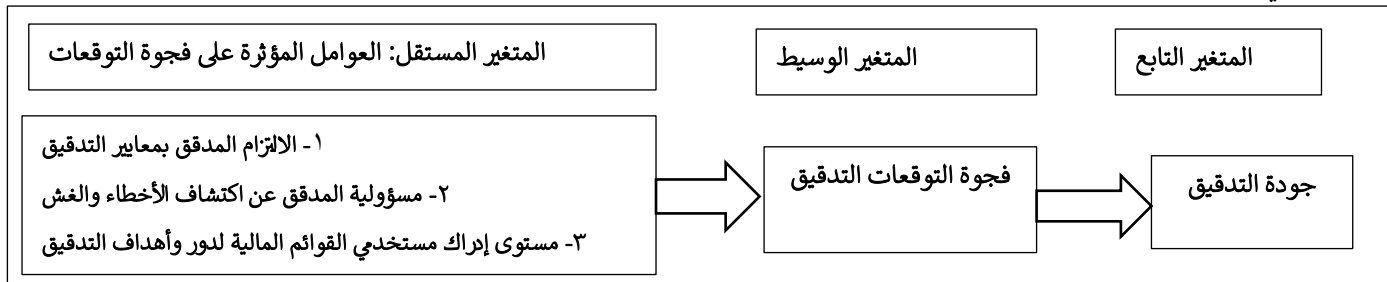 المتغير المستقل: العوامل المؤثرة على فجوة التوقعات
المتغير الوسيط
المتغير التابع
١- الالتزام المدقق بمعايير التدقيق
٢- مسؤولية المدقق عن اكتشاف الأخطاء والغش
٣- مستوى إدراك مستخدمي القوائم المالية لدور وأهداف التدقيق
فجوة التوقعات التدقيق
جودة التدقيق